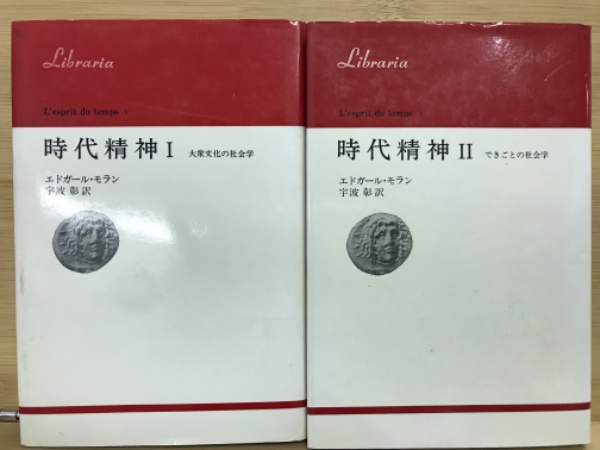 Libraria
L'esprit du temps 1
時代精神 I 大衆文化の社会学
エドガール・モラン
宇波 彰 訳
Libraria
L'esprit du temps 2
時代精神 II できごとの社会学
エドガール・モラン
宇波 彰 訳